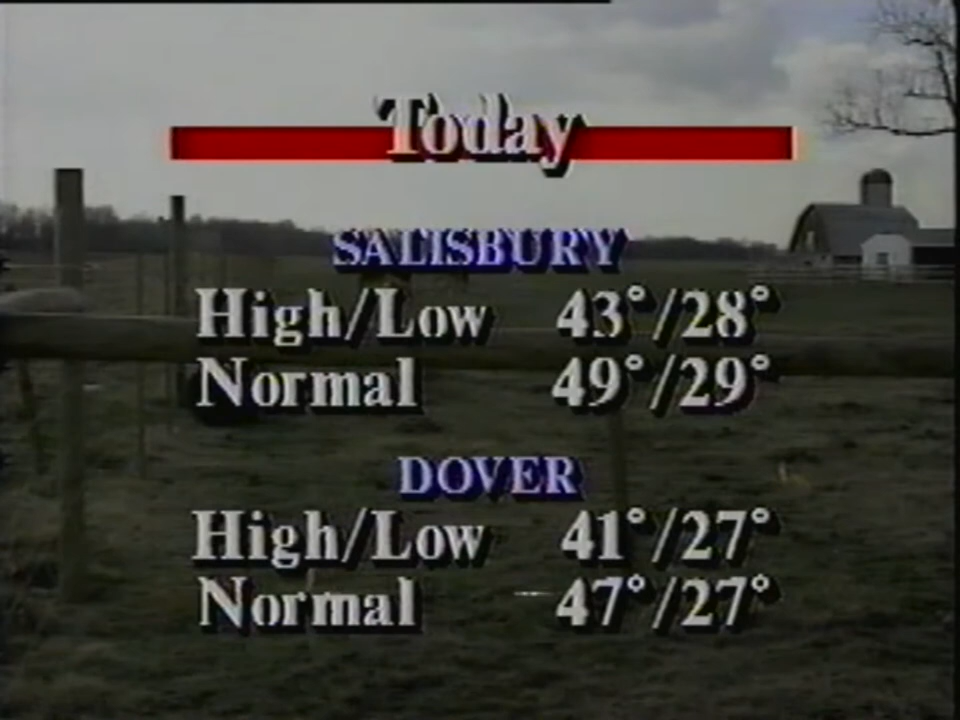 Today
SALISBURY
High/Low 43°/28°
Normal 49°/29°
DOVER
High/Low 41°/27°
Normal 47°/27°